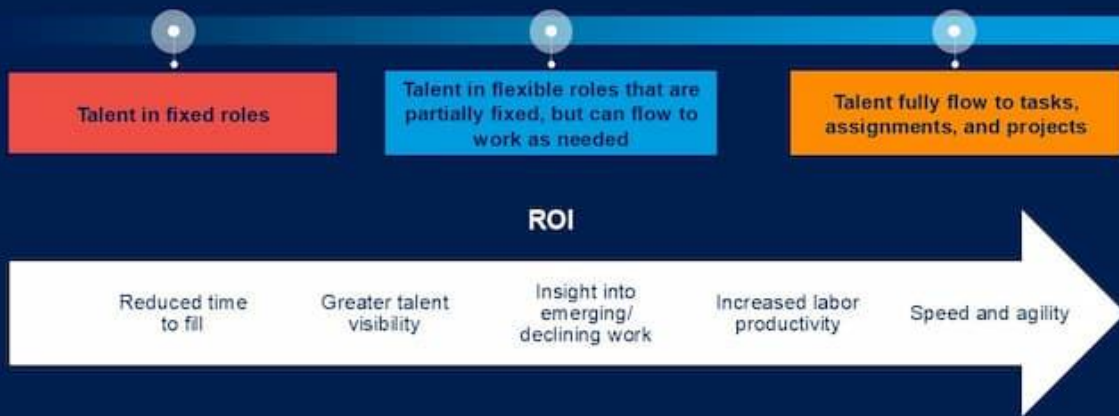 Talent in fixed roles
Talent in flexible roles that are
partially fixed, but can flow to
work as needed
Talent fully flow to tasks,
assignments, and projects
ROI
Reduced time
to fill
Greater talent
visibility
Insight into
emerging/
declining work
Increased labor
productivity
Speed and agility